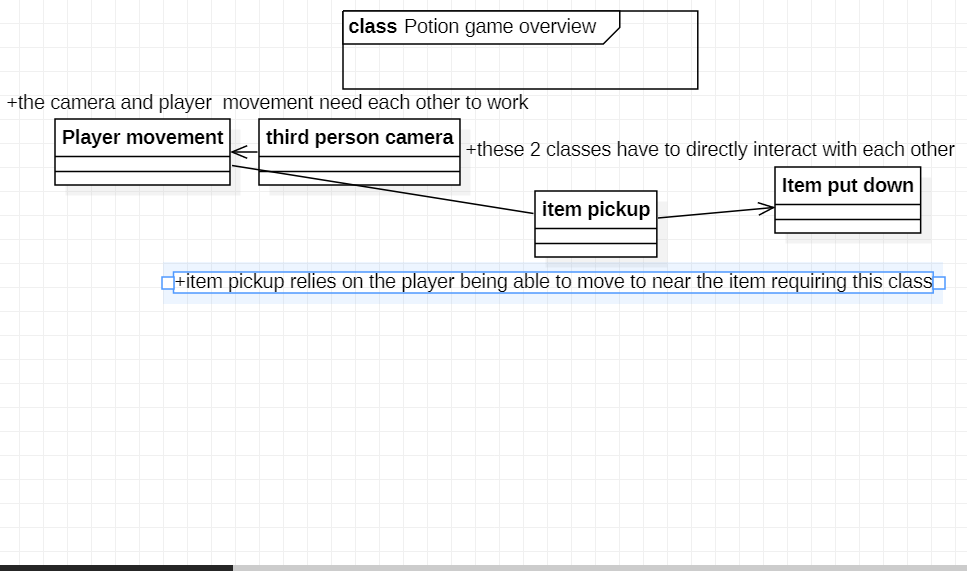 class Potion game overview
+the camera and player  movement need each other to work
Player movement
third person camera
+these 2 classes have to directly interact with each other
Item put down
item pickup
+item pickup relies on the player being able to move to near the item requiring this class